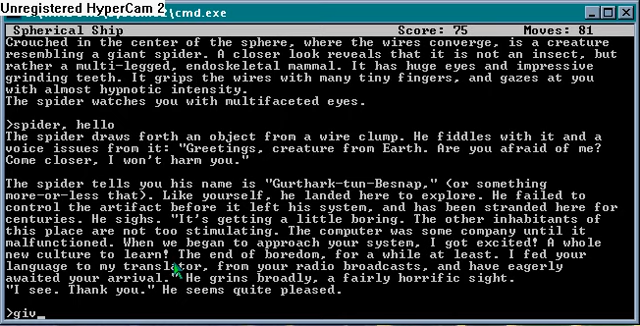 Unregistered HyperCam 2
cmd.exe
Spherical Ship Score: 75 Moves: 81
Crouched in the center of the sphere, where the wires converge, is a creature
resembling a giant spider. A closer look reveals that it is not an insect, but
rather a multi-legged, endoskeletal mammal. It has huge eyes and impressive
grinding teeth. It grips the wires with many tiny fingers, and gazes at you
with almost hypnotic intensity.
The spider watches you with multifaceted eyes.
>spider, hello
The spider draws forth an object from a wire clump. He fiddles with it and a
voice issues from it: "Greetings, creature from Earth. Are you afraid of me?
Come closer, I won't harm you."
The spider tells you his name is "Gurthark-tun-Besnap," (or something
more-or-less that). Like yourself, he landed here to explore. He failed to
control the artifact before it left his system, and has been stranded here for
centuries. He sighs. "It's getting a little boring. The other inhabitants of
this place are not too stimulating. The computer was some company until it
malfunctioned. When we began to approach your system, I got excited! A whole
new culture to learn! The end of boredom, for a while at least. I fed your
language to my translator, from your radio broadcasts, and have eagerly
awaited your arrival." He grins broadly, a fairly horrific sight.
"I see. Thank you." He seems quite pleased.
>giv_